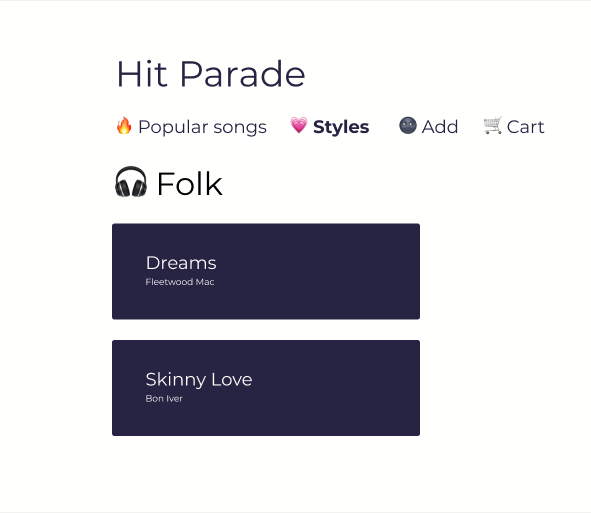 Hit Parade
🔥 Popular songs 💗 Styles 🌚 Add 🛒 Cart
🎧 Folk
Dreams
Fleetwood Mac
Skinny Love
Bon Iver